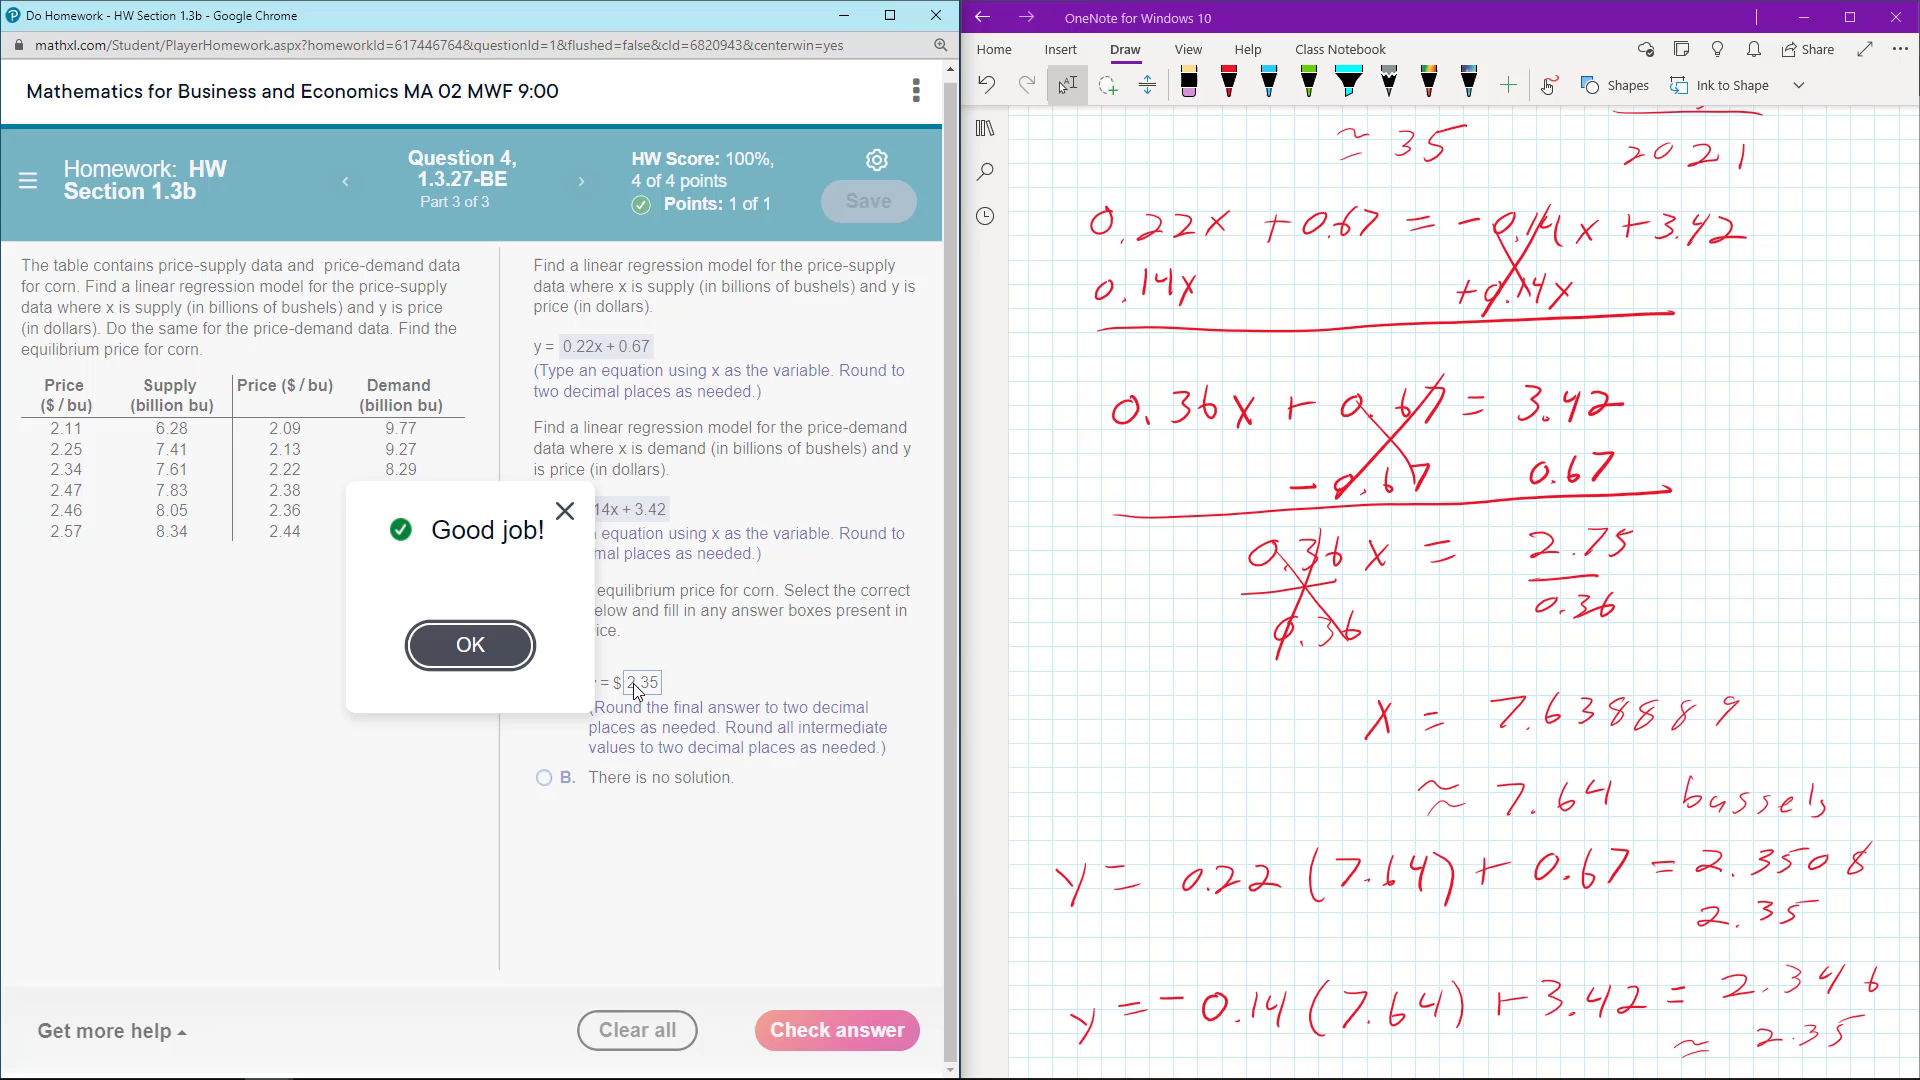 Do Homework - HW Section 1.3b - Google Chrome
mathxl.com/Student/PlayerHomework.aspx?homeworkId=617446764&questionId=1&flushed=false&cId=6820943&centerwin=yes
Mathematics for Business and Economics MA 02 MWF 9:00
Homework: HW
Section 1.3b
Question 4,
1.3.27-BE
Part 3 of 3
HW Score: 100%,
4 of 4 points
Points: 1 of 1
Save
The table contains price-supply data and price-demand data
for corn. Find a linear regression model for the price-supply
data where x is supply (in billions of bushels) and y is price
(in dollars). Do the same for the price-demand data. Find the
equilibrium price for corn.
Price Supply Price ($ / bu) Demand
($ / bu) (billion bu) (billion bu)
2.11 6.28 2.09 9.77
2.25 7.41 2.13 9.27
2.34 7.61 2.22 8.29
2.47 7.83 2.38
2.46 8.05 2.36
2.57 8.34 2.44
Find a linear regression model for the price-supply
data where x is supply (in billions of bushels) and y is
price (in dollars).
y = 0.22x + 0.67
(Type an equation using x as the variable. Round to
two decimal places as needed.)
Find a linear regression model for the price-demand
data where x is demand (in billions of bushels) and y
is price (in dollars).
14x + 3.42
equation using x as the variable. Round to
mal places as needed.)
equilibrium price for corn. Select the correct
elow and fill in any answer boxes present in
ice.
= $ 2.35
(Round the final answer to two decimal
places as needed. Round all intermediate
values to two decimal places as needed.)
B. There is no solution.
Good job!
OK
Get more help
Clear all
Check answer
OneNote for Windows 10
Home Insert Draw View Help Class Notebook
Share
Shapes
Ink to Shape
≈ 35
2021
0.22x + 0.67 = -0.14x + 3.42
0.14x +0.14x
0.36x + 0.67 = 3.42
-0.67 0.67
0.36x = 2.75
0.36 0.36
x = 7.638889
≈ 7.64 bussels
y = 0.22(7.64) + 0.67 = 2.3508
2.35
y = -0.14(7.64) + 3.42 = 2.3416
≈ 2.35